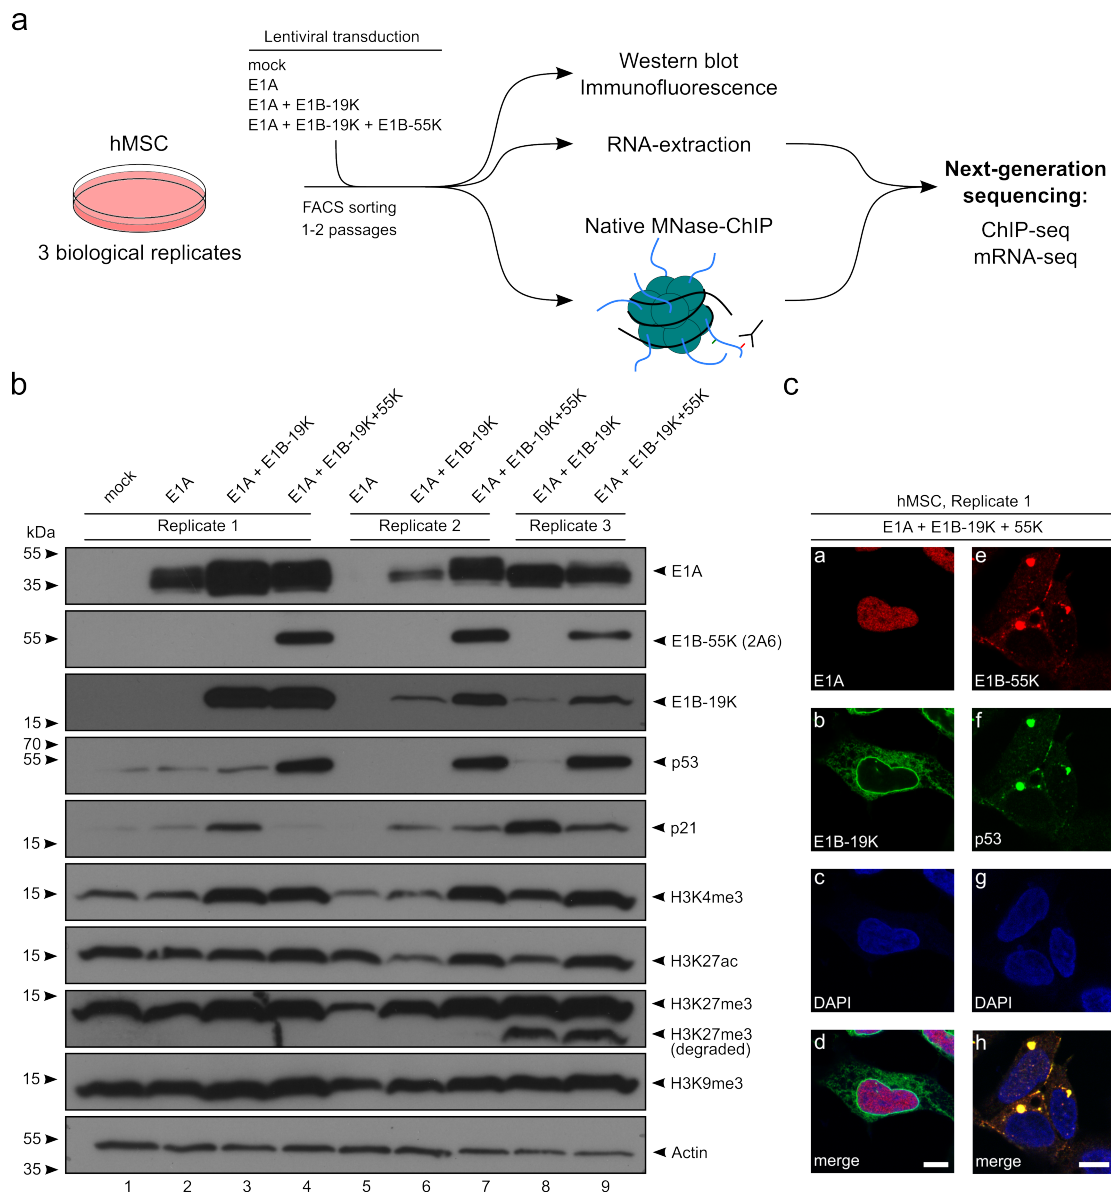 a
Lentiviral transduction
mock
E1A
E1A + E1B-19K
E1A + E1B-19K + E1B-55K
hMSC
3 biological replicates
FACS sorting
1-2 passages
Western blot
Immunofluorescence
RNA-extraction
Native MNase-ChIP
Next-generation
sequencing:
ChIP-seq
mRNA-seq
b
mock
E1A
E1A + E1B-19K
E1A + E1B-19K+55K
E1A
E1A + E1B-19K
E1A + E1B-19K+55K
E1A + E1B-19K
E1A + E1B-19K+55K
Replicate 1
Replicate 2
Replicate 3
kDa
55
35
E1A
55
E1B-55K (2A6)
E1B-19K
15
70
55
p53
p21
15
15
H3K4me3
15
H3K27ac
15
H3K27me3
H3K27me3
(degraded)
15
H3K9me3
55
Actin
35
1 2 3 4 5 6 7 8 9
c
hMSC, Replicate 1
E1A + E1B-19K + 55K
a
E1A
e
E1B-55K
b
E1B-19K
f
p53
c
DAPI
g
DAPI
d
merge
h
merge